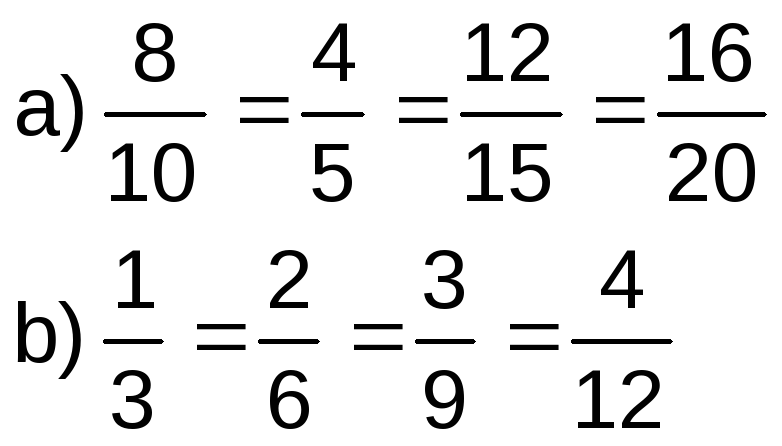 a) 8/10 = 4/5 = 12/15 = 16/20
b) 1/3 = 2/6 = 3/9 = 4/12